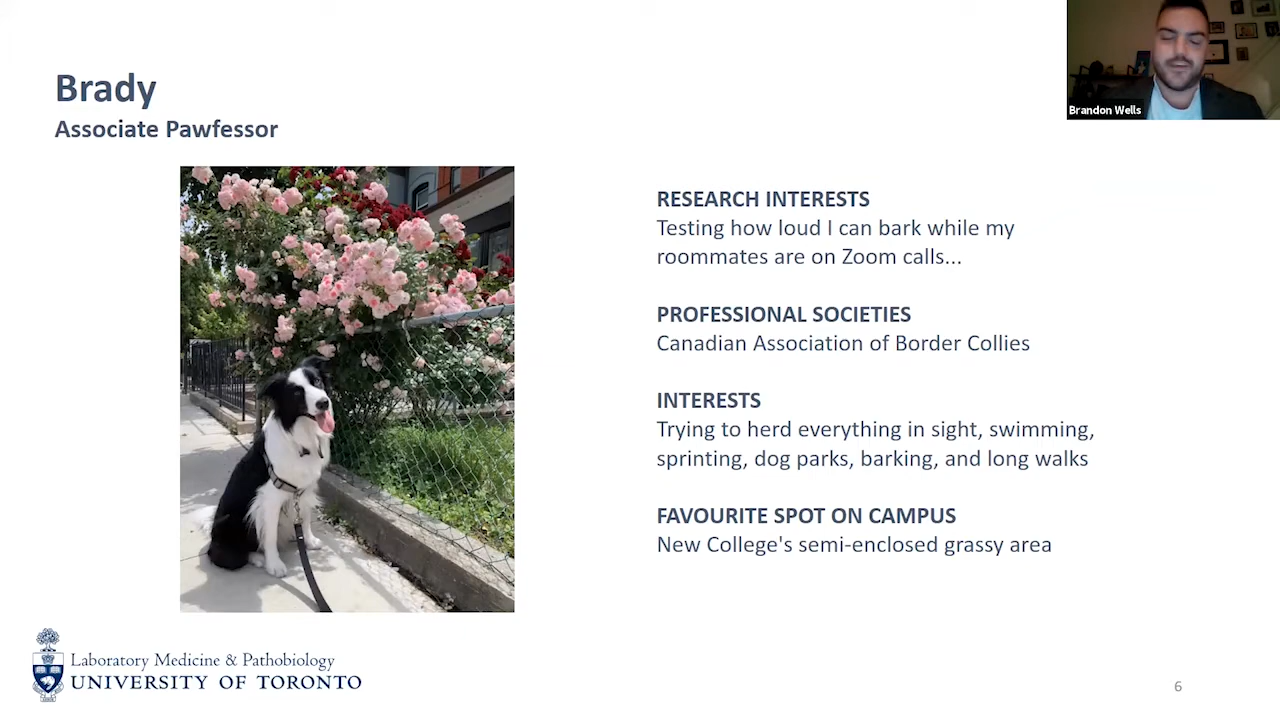 Brady
Associate Pawfessor
Brandon Wells
RESEARCH INTERESTS
Testing how loud I can bark while my
roommates are on Zoom calls...
PROFESSIONAL SOCIETIES
Canadian Association of Border Collies
INTERESTS
Trying to herd everything in sight, swimming,
sprinting, dog parks, barking, and long walks
FAVOURITE SPOT ON CAMPUS
New College's semi-enclosed grassy area
Laboratory Medicine & Pathobiology
UNIVERSITY OF TORONTO
6